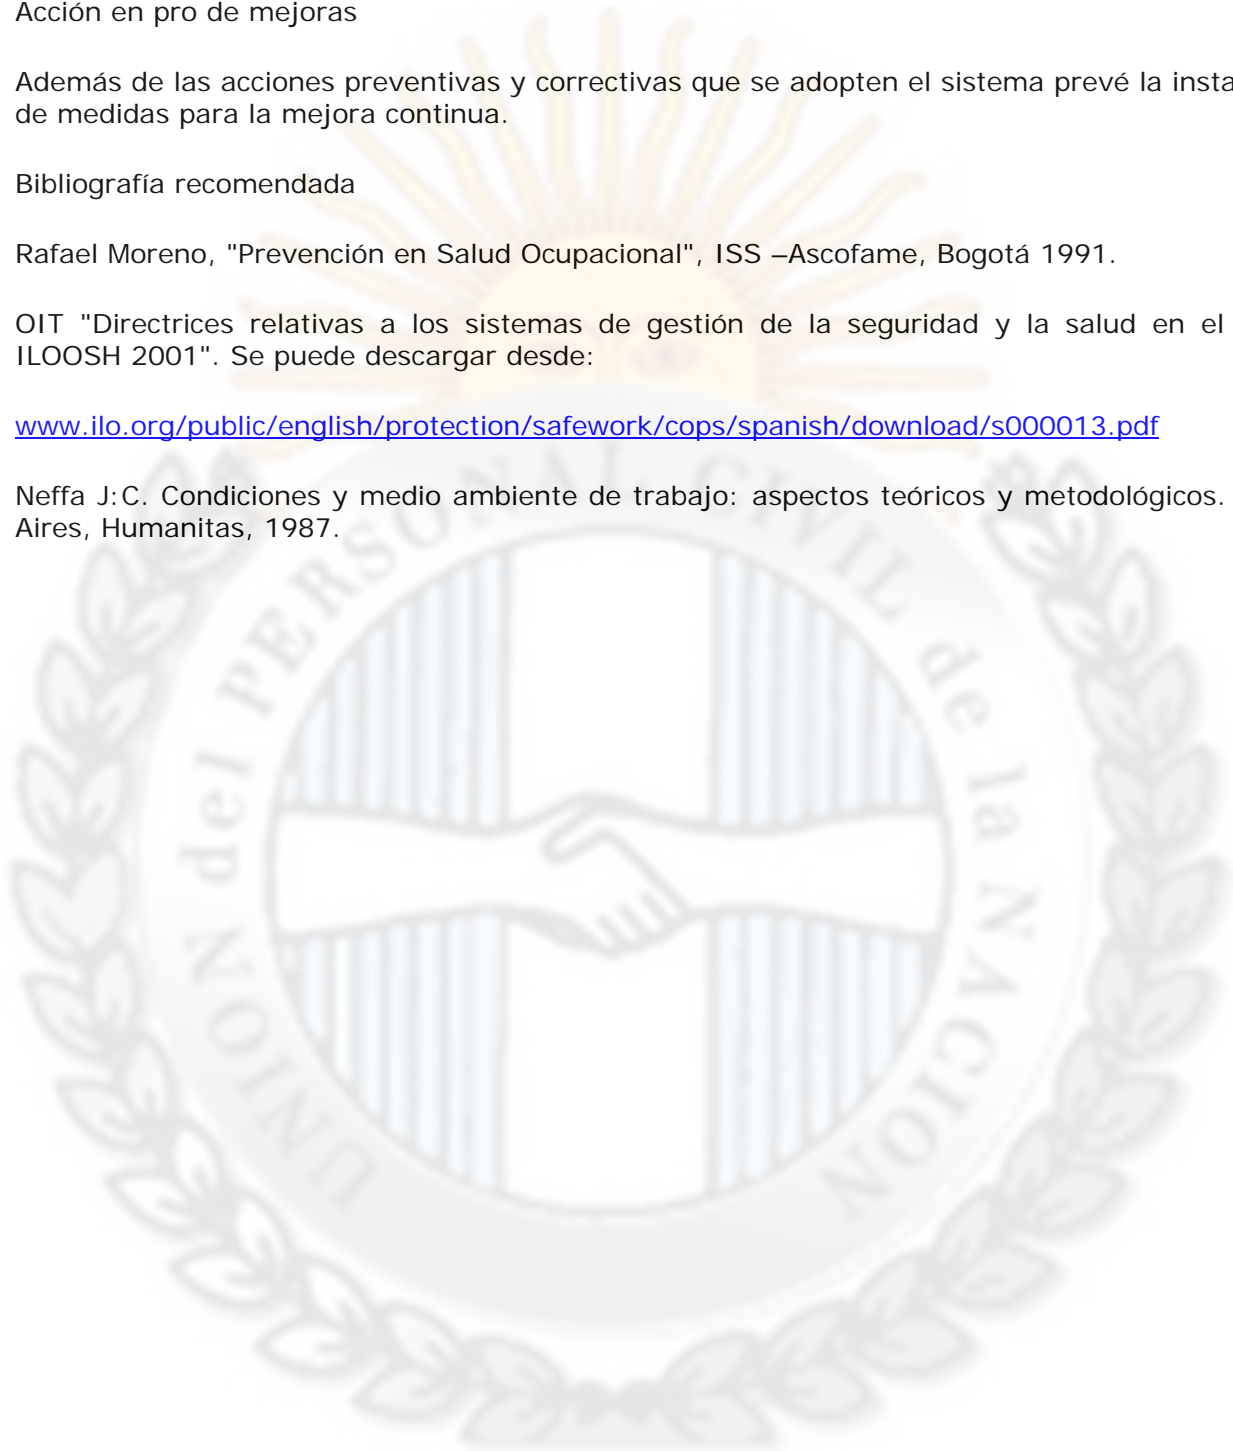 Acción en pro de mejoras
Además de las acciones preventivas y correctivas que se adopten el sistema prevé la insta
de medidas para la mejora continua.
Bibliografía recomendada
Rafael Moreno, "Prevención en Salud Ocupacional", ISS –Ascofame, Bogotá 1991.
OIT "Directrices relativas a los sistemas de gestión de la seguridad y la salud en el
ILOOSH 2001". Se puede descargar desde:
www.ilo.org/public/english/protection/safework/cops/spanish/download/s000013.pdf
Neffa J:C. Condiciones y medio ambiente de trabajo: aspectos teóricos y metodológicos.
Aires, Humanitas, 1987.
UNION del PERSONAL CIVIL de la NACION